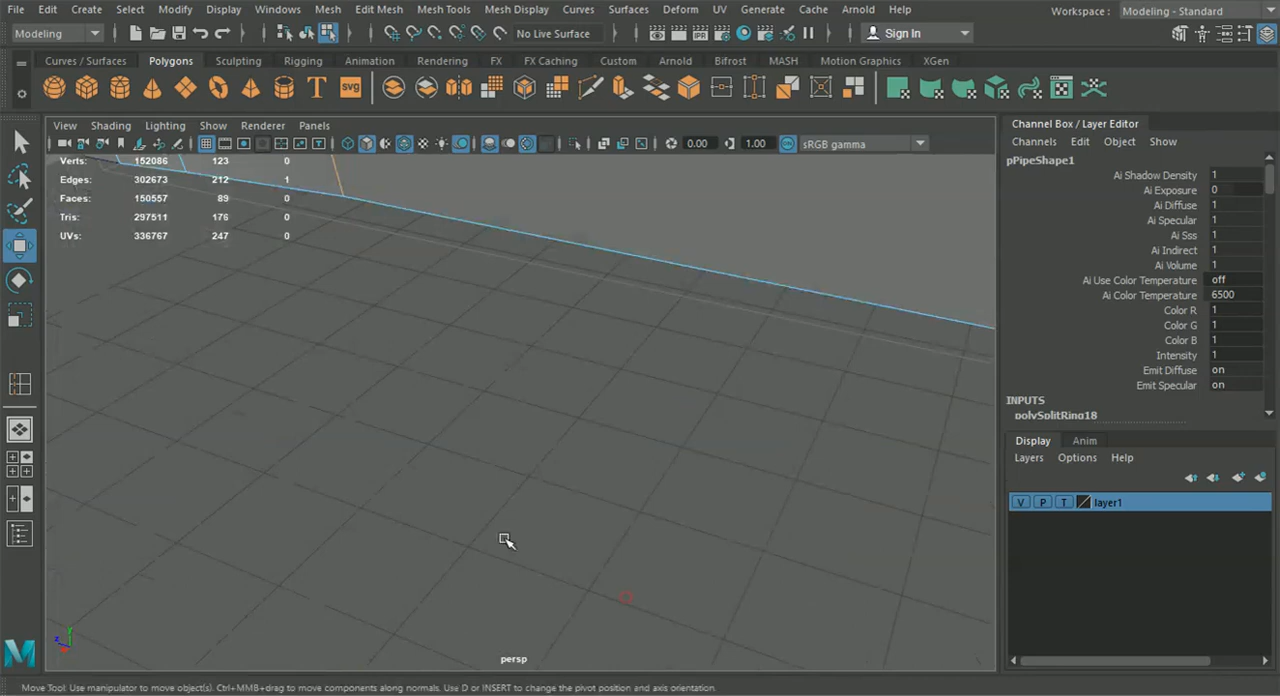 File Edit Create Select Modify Display Windows Mesh Edit Mesh Mesh Tools Mesh Display Curves Surfaces Deform UV Generate Cache Arnold Help Workspace : Modeling - Standard
Modeling No Live Surface Sign In
Curves / Surfaces Polygons Sculpting Rigging Animation Rendering FX FX Caching Custom Arnold Bifrost MASH Motion Graphics XGen
T SVG
View Shading Lighting Show Renderer Panels
0.00 1.00 sRGB gamma
Verts: 152086 123 0
Edges: 302673 212 1
Faces: 150557 89 0
Tris: 297511 176 0
UVs: 336767 247 0
persp
Channel Box / Layer Editor
Channels Edit Object Show
pPipeShape1
Ai Shadow Density 1
Ai Exposure 0
Ai Diffuse 1
Ai Specular 1
Ai Sss 1
Ai Indirect 1
Ai Volume 1
Ai Use Color Temperature off
Ai Color Temperature 6500
Color R 1
Color G 1
Color B 1
Intensity 1
Emit Diffuse on
Emit Specular on
INPUTS
polySplitRing18
Display Anim
Layers Options Help
V P T layer1
Move Tool: Use manipulator to move object(s). Ctrl+MMB+drag to move components along normals. Use D or INSERT to change the pivot position and axis orientation.